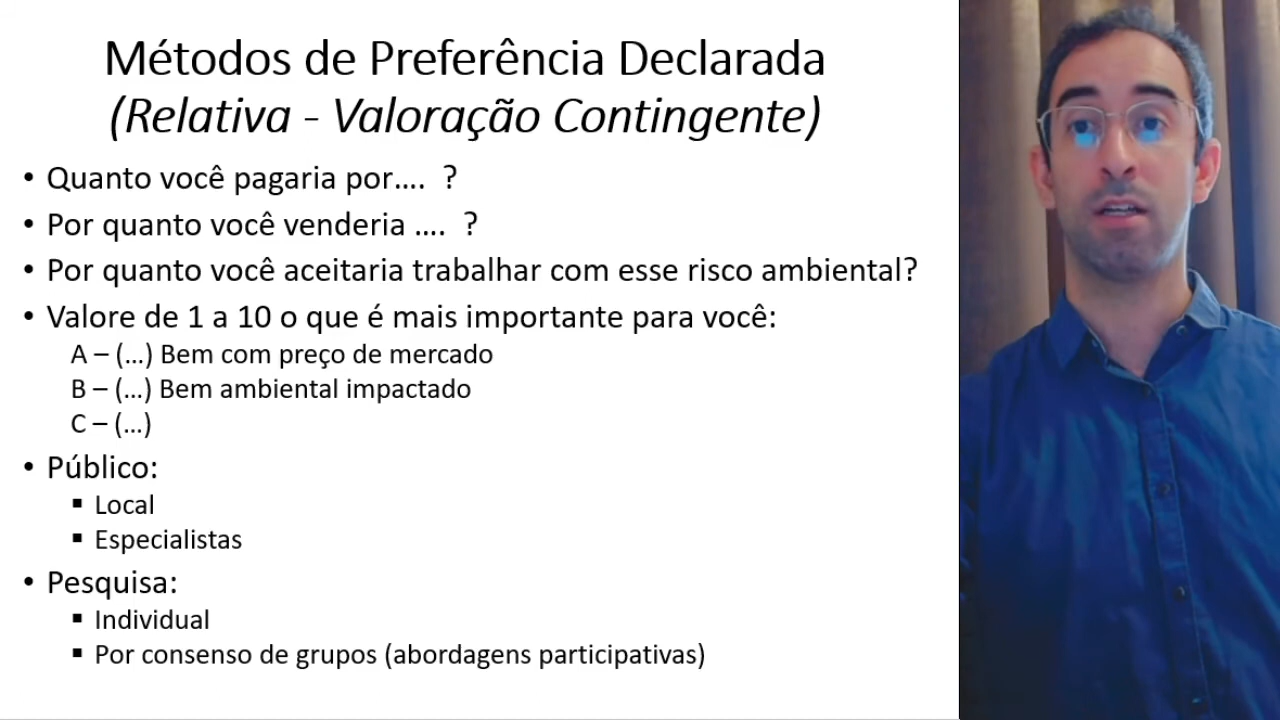 Métodos de Preferência Declarada
(Relativa - Valoração Contingente)
• Quanto você pagaria por.... ?
• Por quanto você venderia .... ?
• Por quanto você aceitaria trabalhar com esse risco ambiental?
• Valore de 1 a 10 o que é mais importante para você:
A – (...) Bem com preço de mercado
B – (...) Bem ambiental impactado
C – (...)
• Público:
▪ Local
▪ Especialistas
• Pesquisa:
▪ Individual
▪ Por consenso de grupos (abordagens participativas)